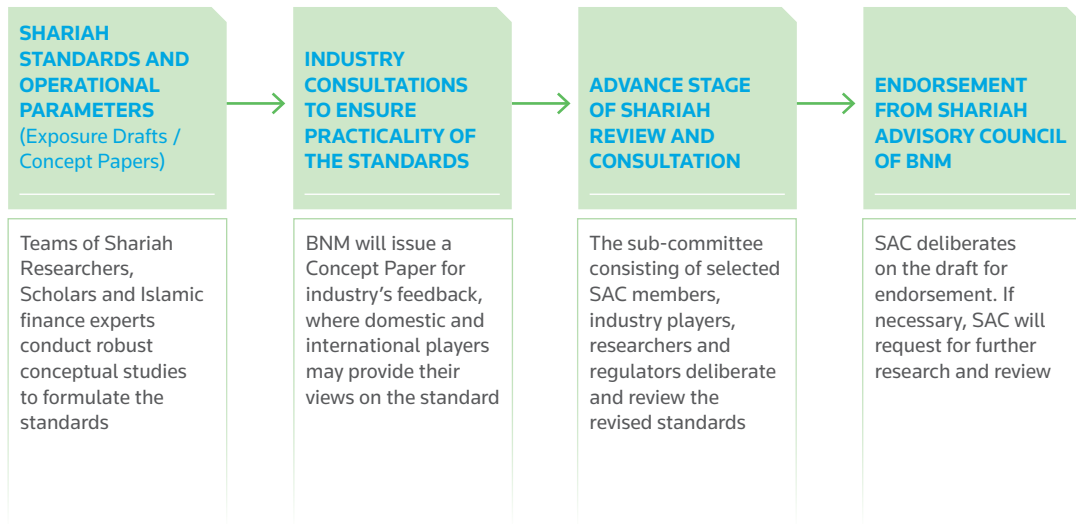 SHARIAH
STANDARDS AND
OPERATIONAL
PARAMETERS
(Exposure Drafts /
Concept Papers)
Teams of Shariah
Researchers,
Scholars and Islamic
finance experts
conduct robust
conceptual studies
to formulate the
standards
INDUSTRY
CONSULTATIONS
TO ENSURE
PRACTICALITY OF
THE STANDARDS
BNM will issue a
Concept Paper for
industry's feedback,
where domestic and
international players
may provide their
views on the standard
ADVANCE STAGE
OF SHARIAH
REVIEW AND
CONSULTATION
The sub-committee
consisting of selected
SAC members,
industry players,
researchers and
regulators deliberate
and review the
revised standards
ENDORSEMENT
FROM SHARIAH
ADVISORY COUNCIL
OF BNM
SAC deliberates
on the draft for
endorsement. If
necessary, SAC will
request for further
research and review